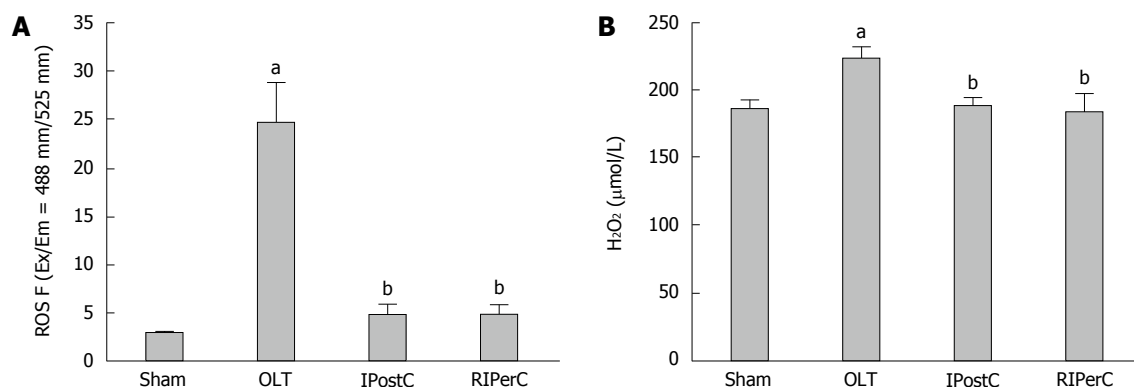 A
ROS F (Ex/Em = 488 mm/525 mm)
35
30
25
20
15
10
5
0
a
b
b
Sham
OLT
IPostC
RIPerC
B
H₂O₂ (μmol/L)
250
200
150
100
50
0
a
b
b
Sham
OLT
IPostC
RIPerC